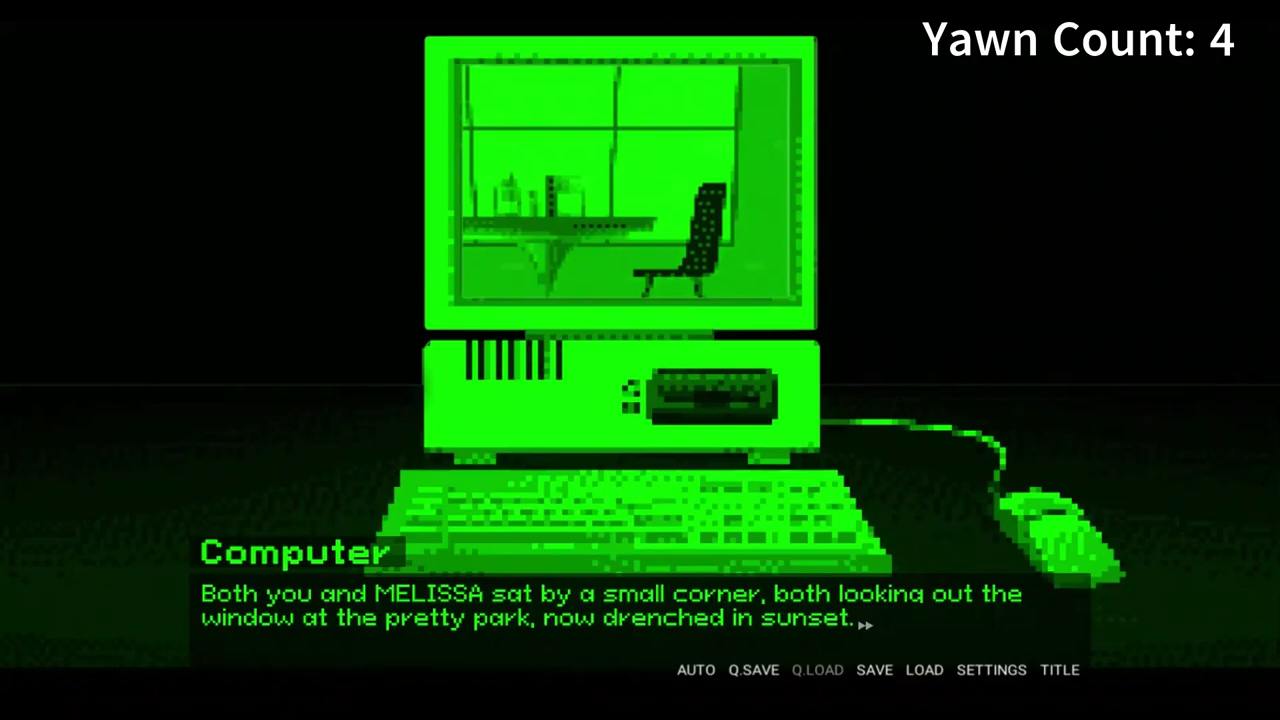 Yawn Count: 4
Computer
Both you and MELISSA sat by a small corner, both looking out the
window at the pretty park, now drenched in sunset.
AUTO Q.SAVE Q.LOAD SAVE LOAD SETTINGS TITLE